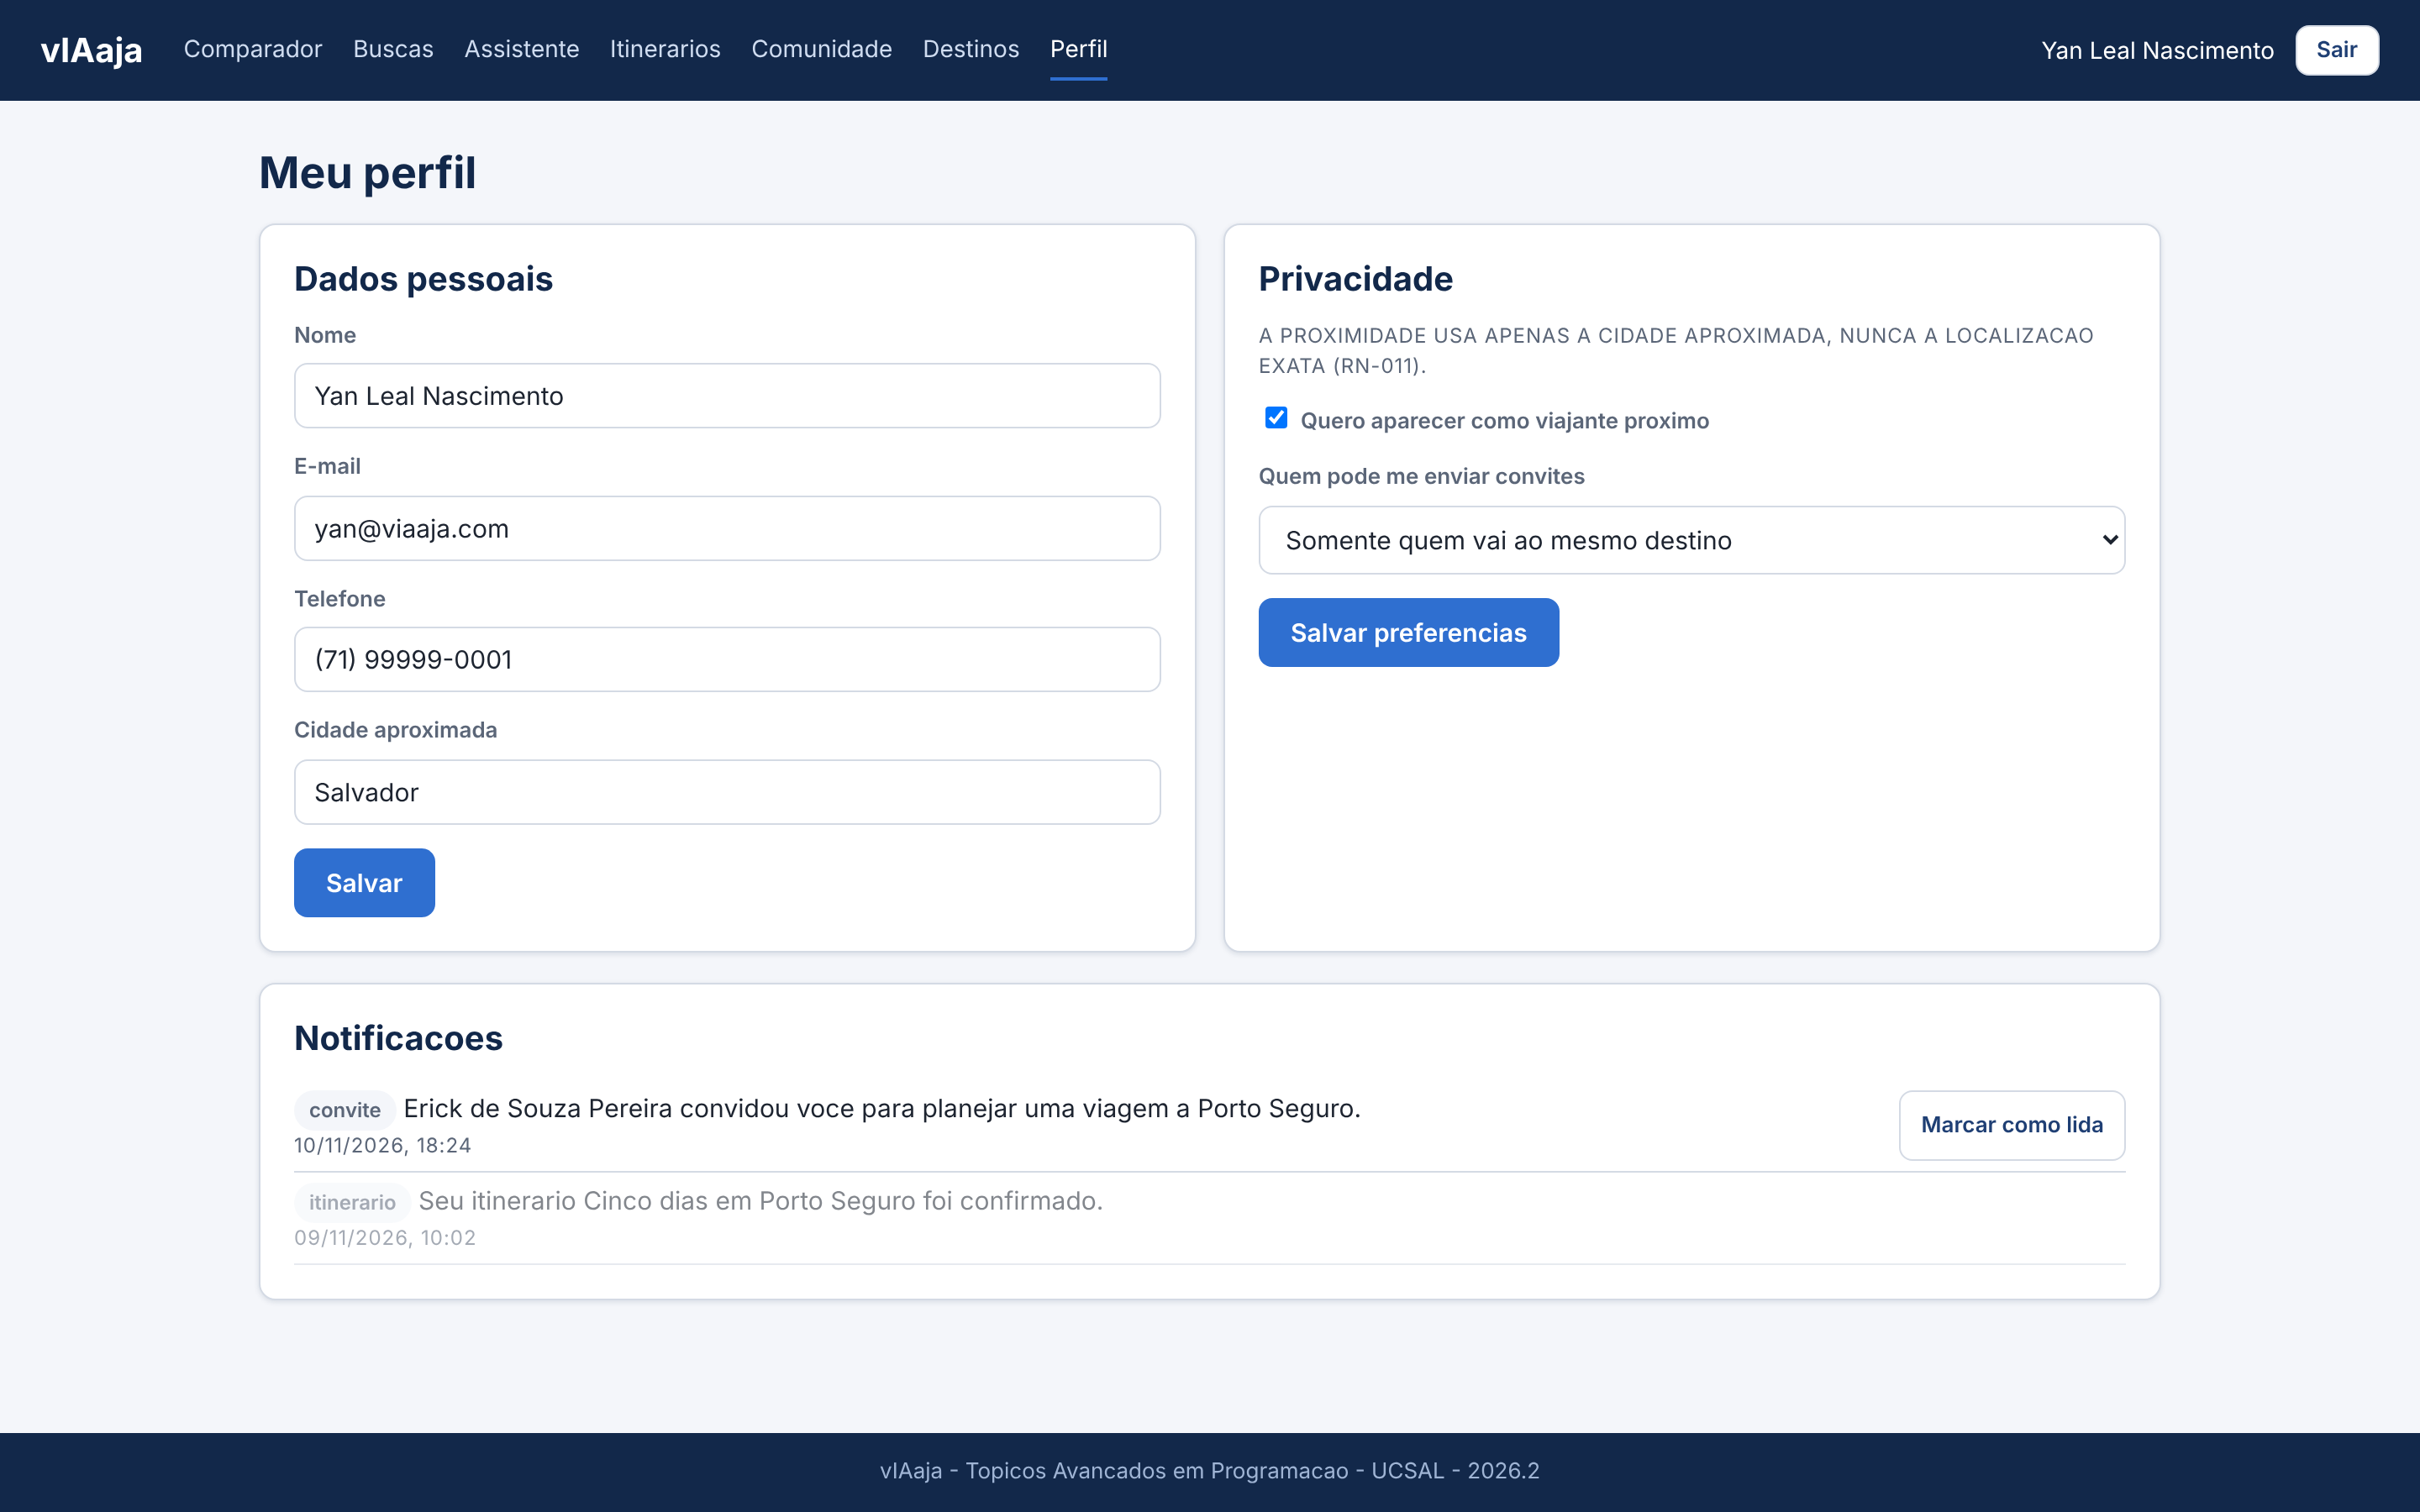 vIAaja Comparador Buscas Assistente Itinerarios Comunidade Destinos Perfil Yan Leal Nascimento Sair
Meu perfil
Dados pessoais
Nome
Yan Leal Nascimento
E-mail
yan@viaaja.com
Telefone
(71) 99999-0001
Cidade aproximada
Salvador
Salvar
Privacidade
A PROXIMIDADE USA APENAS A CIDADE APROXIMADA, NUNCA A LOCALIZACAO
EXATA (RN-011).
Quero aparecer como viajante proximo
Quem pode me enviar convites
Somente quem vai ao mesmo destino
Salvar preferencias
Notificacoes
convite Erick de Souza Pereira convidou voce para planejar uma viagem a Porto Seguro.
10/11/2026, 18:24
Marcar como lida
itinerario Seu itinerario Cinco dias em Porto Seguro foi confirmado.
09/11/2026, 10:02
vIAaja - Topicos Avancados em Programacao - UCSAL - 2026.2